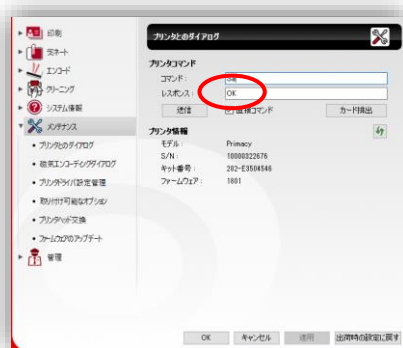 印刷
エンコード
クリーニング
システム情報
メンテナンス
プリンタとのダイアログ
磁気エンコーディングダイアログ
プリンタドライバ設定管理
取り付け可能なオプション
プリントヘッド交換
ファームウェアのアップデート
管理
プリンタとのダイアログ
プリンタコマンド
コマンド:
レスポンス: OK
送信 直接コマンド カード排出
プリンタ情報
モデル: Primacy
S/N: 10000322676
キット番号: 202-E3504546
ファームウェア: 1801
OK キャンセル 適用 出荷時の設定に戻す